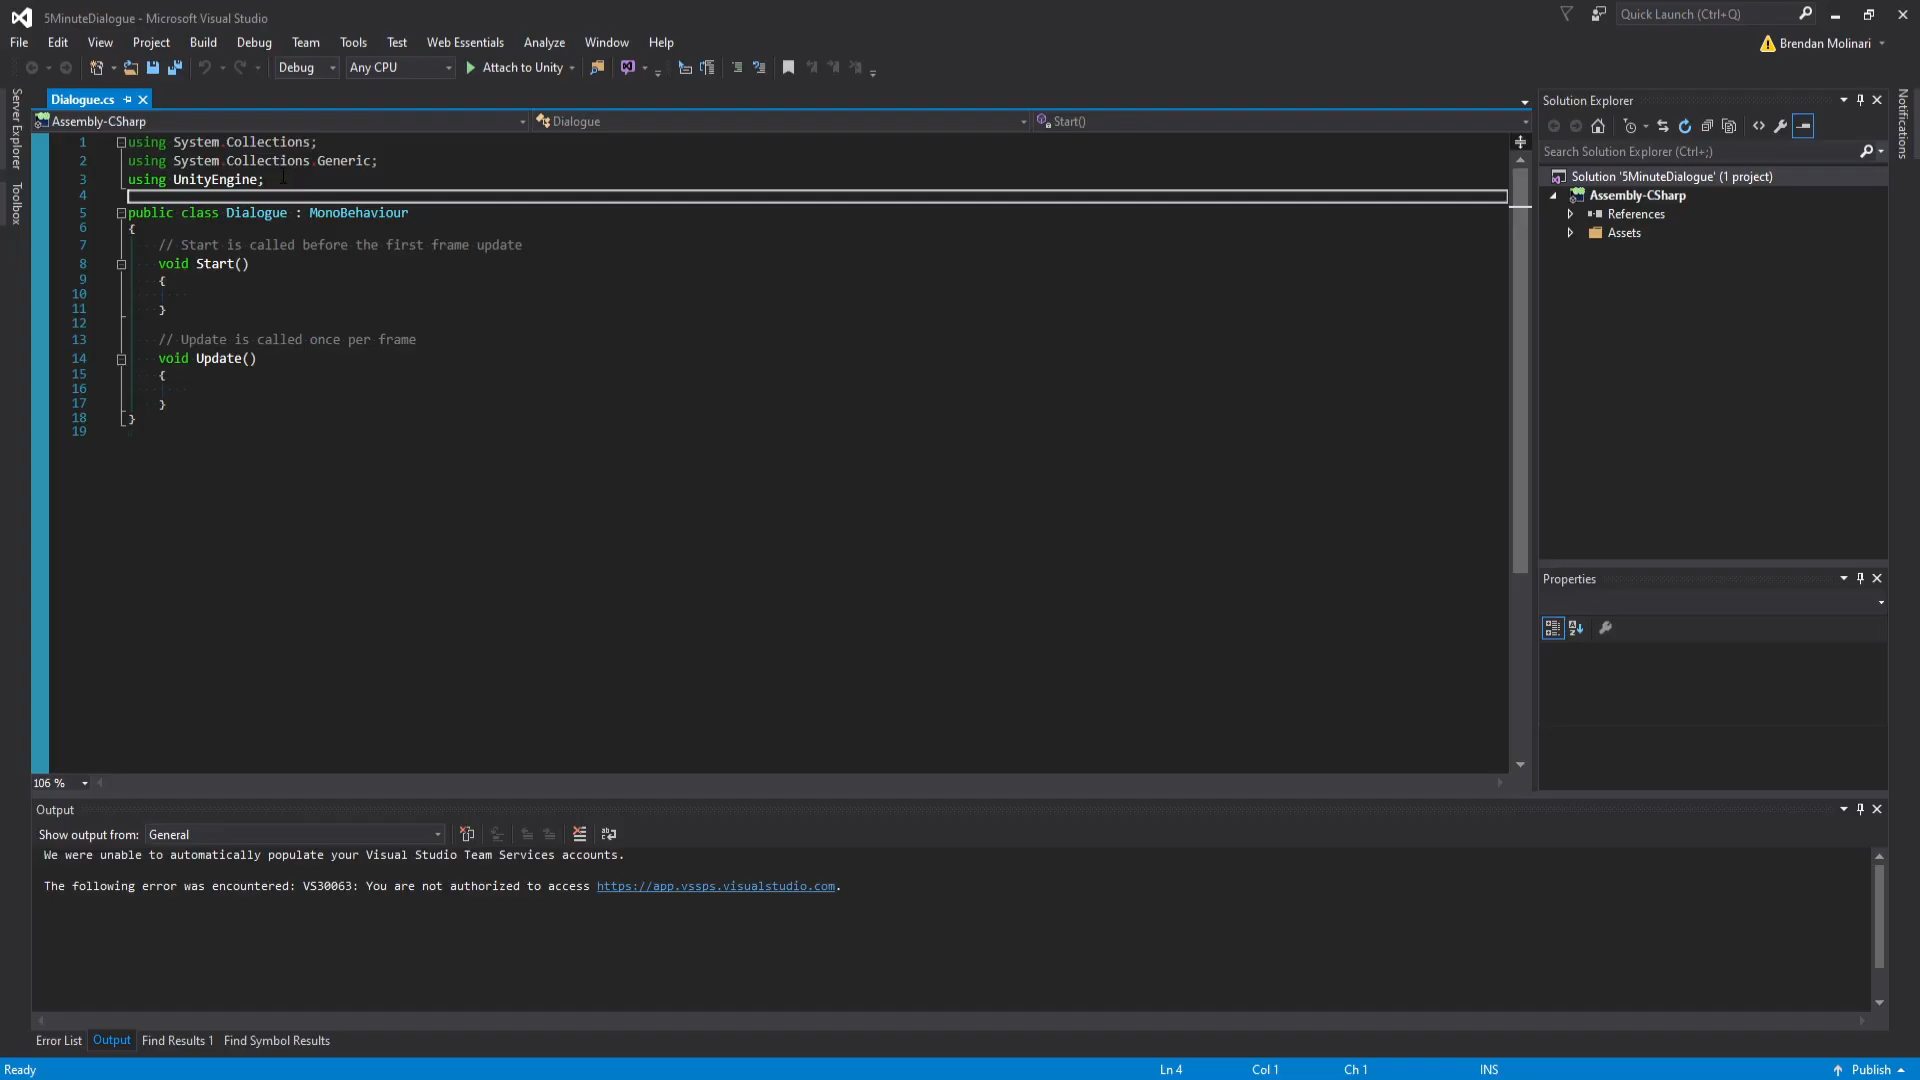 5MinuteDialogue - Microsoft Visual Studio
Quick Launch (Ctrl+Q)
File Edit View Project Build Debug Team Tools Test Web Essentials Analyze Window Help
Brendan Molinari
Debug Any CPU Attach to Unity
Server Explorer
Toolbox
Notifications
Dialogue.cs
Assembly-CSharp Dialogue Start()
1 using System.Collections;
2 using System.Collections.Generic;
3 using UnityEngine;
4
5 public class Dialogue : MonoBehaviour
6 {
7 // Start is called before the first frame update
8 void Start()
9 {
10
11 }
12
13 // Update is called once per frame
14 void Update()
15 {
16
17 }
18 }
19
106 %
Solution Explorer
Search Solution Explorer (Ctrl+;)
Solution '5MinuteDialogue' (1 project)
Assembly-CSharp
References
Assets
Properties
Output
Show output from: General
We were unable to automatically populate your Visual Studio Team Services accounts.
The following error was encountered: VS30063: You are not authorized to access https://app.vssps.visualstudio.com.
Error List Output Find Results 1 Find Symbol Results
Ready Ln 4 Col 1 Ch 1 INS Publish